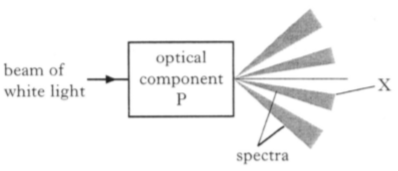 beam of
white light
optical
component
P
X
spectra